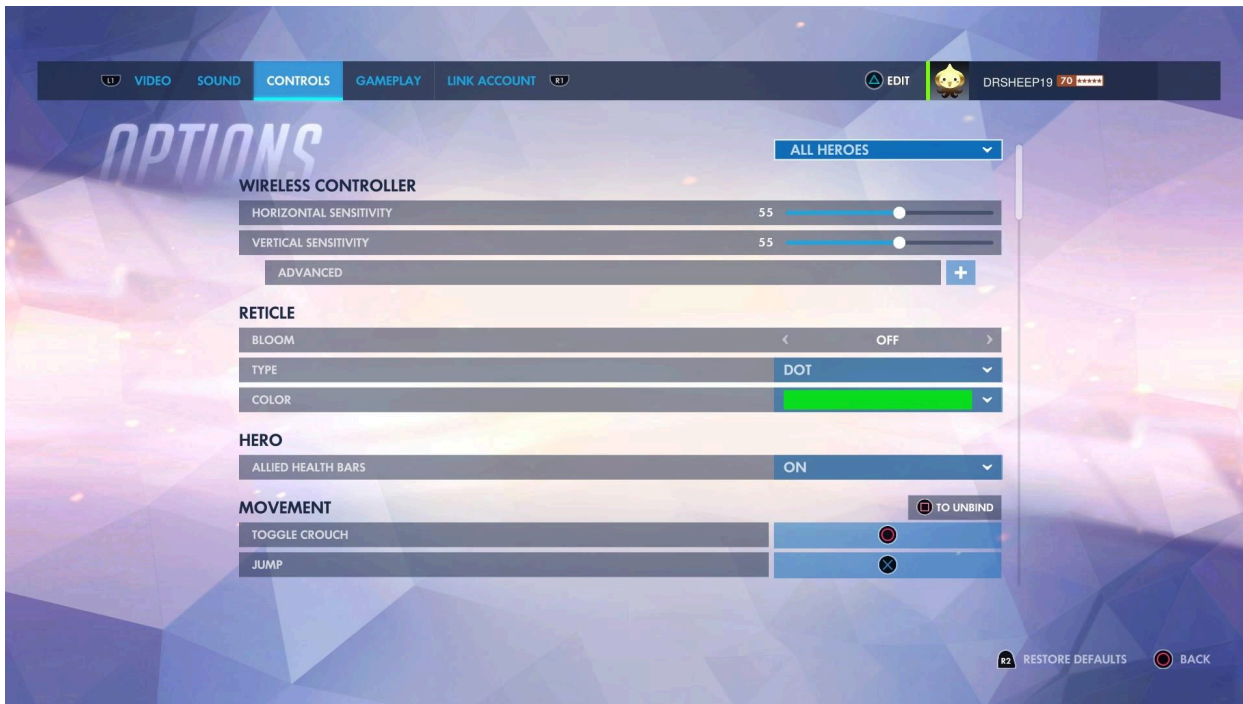 L1 VIDEO SOUND CONTROLS GAMEPLAY LINK ACCOUNT R1 EDIT DRSHEEP19 70
OPTIONS
ALL HEROES
WIRELESS CONTROLLER
HORIZONTAL SENSITIVITY 55
VERTICAL SENSITIVITY 55
ADVANCED +
RETICLE
BLOOM < OFF >
TYPE DOT
COLOR
HERO
ALLIED HEALTH BARS ON
MOVEMENT TO UNBIND
TOGGLE CROUCH
JUMP
R2 RESTORE DEFAULTS BACK